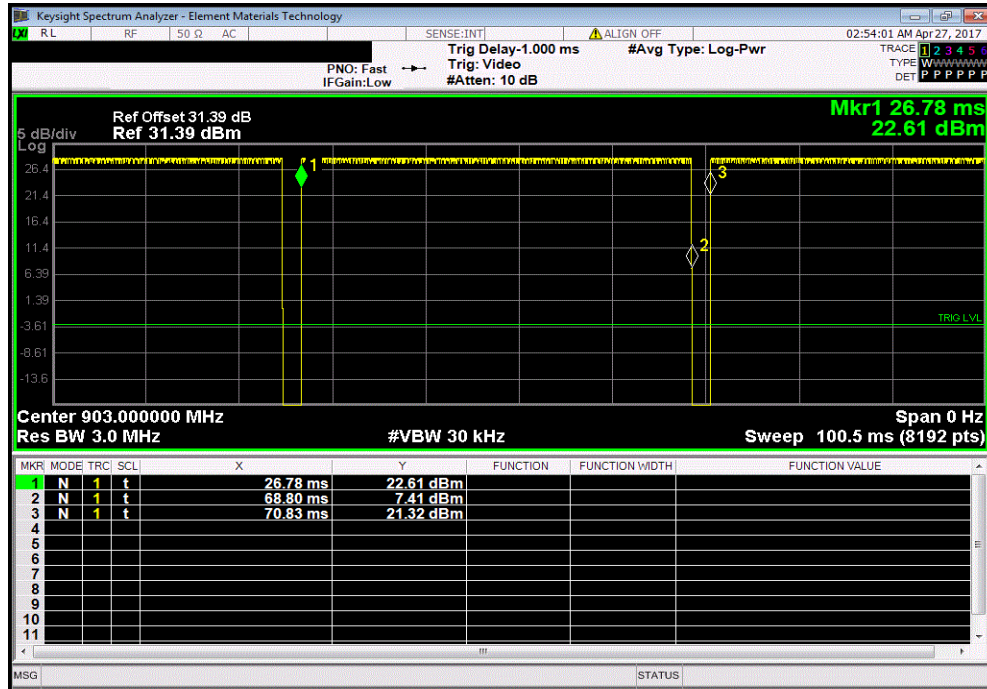 Keysight Spectrum Analyzer - Element Materials Technology
LXI RL RF 50 Ω AC SENSE:INT ALIGN OFF 02:54:01 AM Apr 27, 2017
Trig Delay-1.000 ms #Avg Type: Log-Pwr TRACE 1 2 3 4 5 6
PNO: Fast Trig: Video TYPE WWWWWW
IFGain:Low #Atten: 10 dB DET P P P P P P
Mkr1 26.78 ms
22.61 dBm
Ref Offset 31.39 dB
5 dB/div Ref 31.39 dBm
Log
26.4
21.4
16.4
11.4
6.39
1.39
-3.61
-8.61
-13.6
1
2
3
TRIG LVL
Center 903.000000 MHz Span 0 Hz
Res BW 3.0 MHz #VBW 30 kHz Sweep 100.5 ms (8192 pts)
MKR MODE TRC SCL X Y FUNCTION FUNCTION WIDTH FUNCTION VALUE
1 N 1 t 26.78 ms 22.61 dBm
2 N 1 t 68.80 ms 7.41 dBm
3 N 1 t 70.83 ms 21.32 dBm
4
5
6
7
8
9
10
11
MSG STATUS